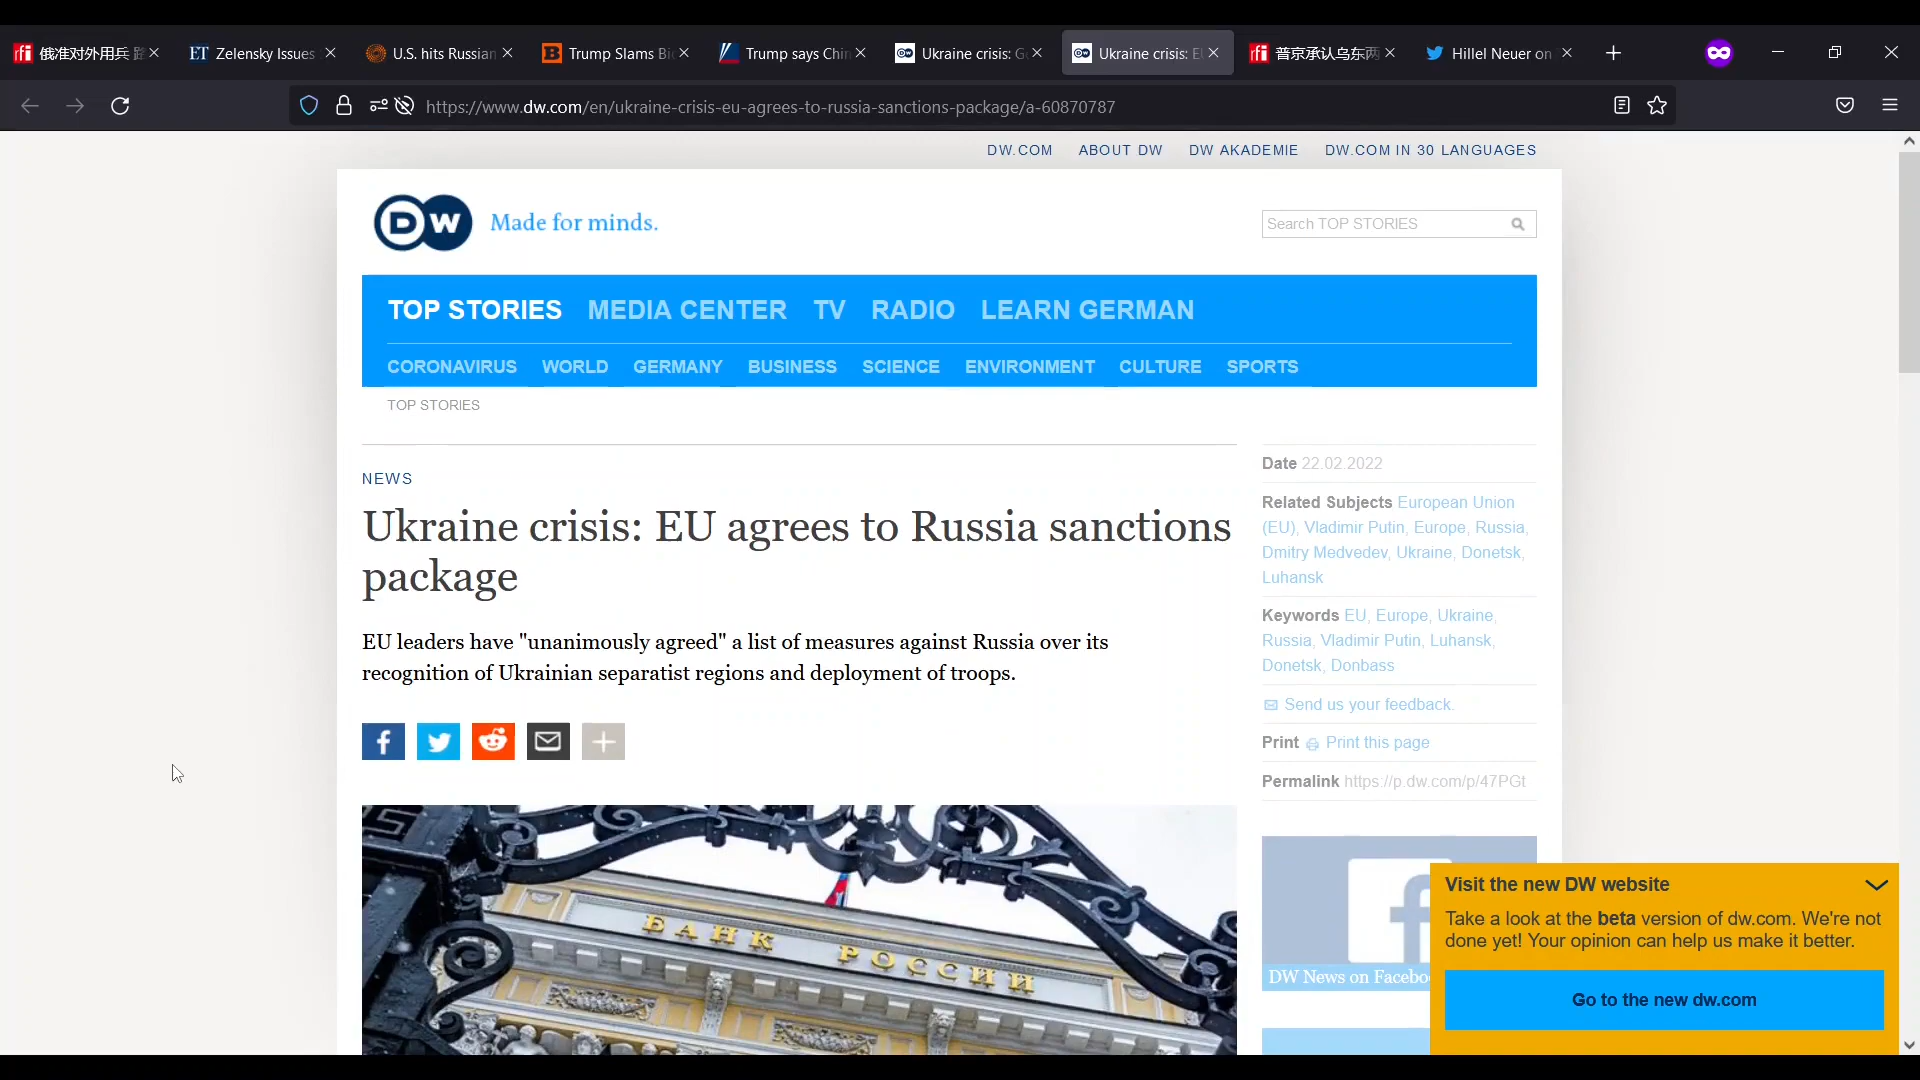 俄准对外用兵
Zelensky Issues
U.S. hits Russian
Trump Slams
Trump says Chin
Ukraine crisis:
Ukraine crisis:
普京承认乌东两
Hillel Neuer on
https://www.dw.com/en/ukraine-crisis-eu-agrees-to-russia-sanctions-package/a-60870787
DW.COM ABOUT DW DW AKADEMIE DW.COM IN 30 LANGUAGES
DW Made for minds.
Search TOP STORIES
TOP STORIES MEDIA CENTER TV RADIO LEARN GERMAN
CORONAVIRUS WORLD GERMANY BUSINESS SCIENCE ENVIRONMENT CULTURE SPORTS
TOP STORIES
NEWS
Ukraine crisis: EU agrees to Russia sanctions
package
EU leaders have "unanimously agreed" a list of measures against Russia over its
recognition of Ukrainian separatist regions and deployment of troops.
БАНК РОССИИ
Date 22.02.2022
Related Subjects European Union
(EU), Vladimir Putin, Europe, Russia,
Dmitry Medvedev, Ukraine, Donetsk,
Luhansk
Keywords EU, Europe, Ukraine,
Russia, Vladimir Putin, Luhansk,
Donetsk, Donbass
Send us your feedback.
Print Print this page
Permalink https://p.dw.com/p/47PGt
DW News on Facebo
Visit the new DW website
Take a look at the beta version of dw.com. We're not
done yet! Your opinion can help us make it better.
Go to the new dw.com